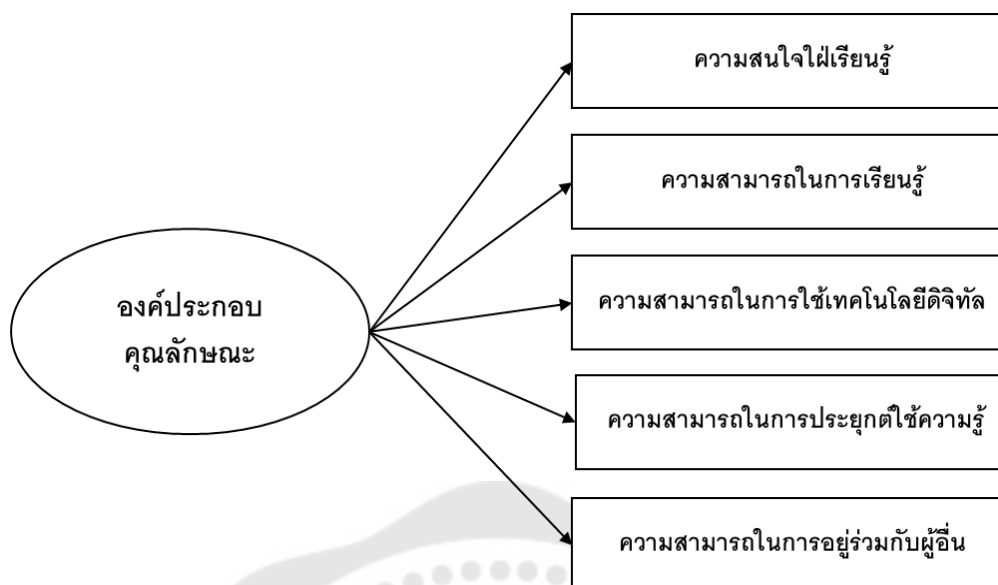 ความสนใจใฝ่เรียนรู้
ความสามารถในการเรียนรู้
องค์ประกอบ
คุณลักษณะ
ความสามารถในการใช้เทคโนโลยีดิจิทัล
ความสามารถในการประยุกต์ใช้ความรู้
ความสามารถในการอยู่ร่วมกับผู้อื่น